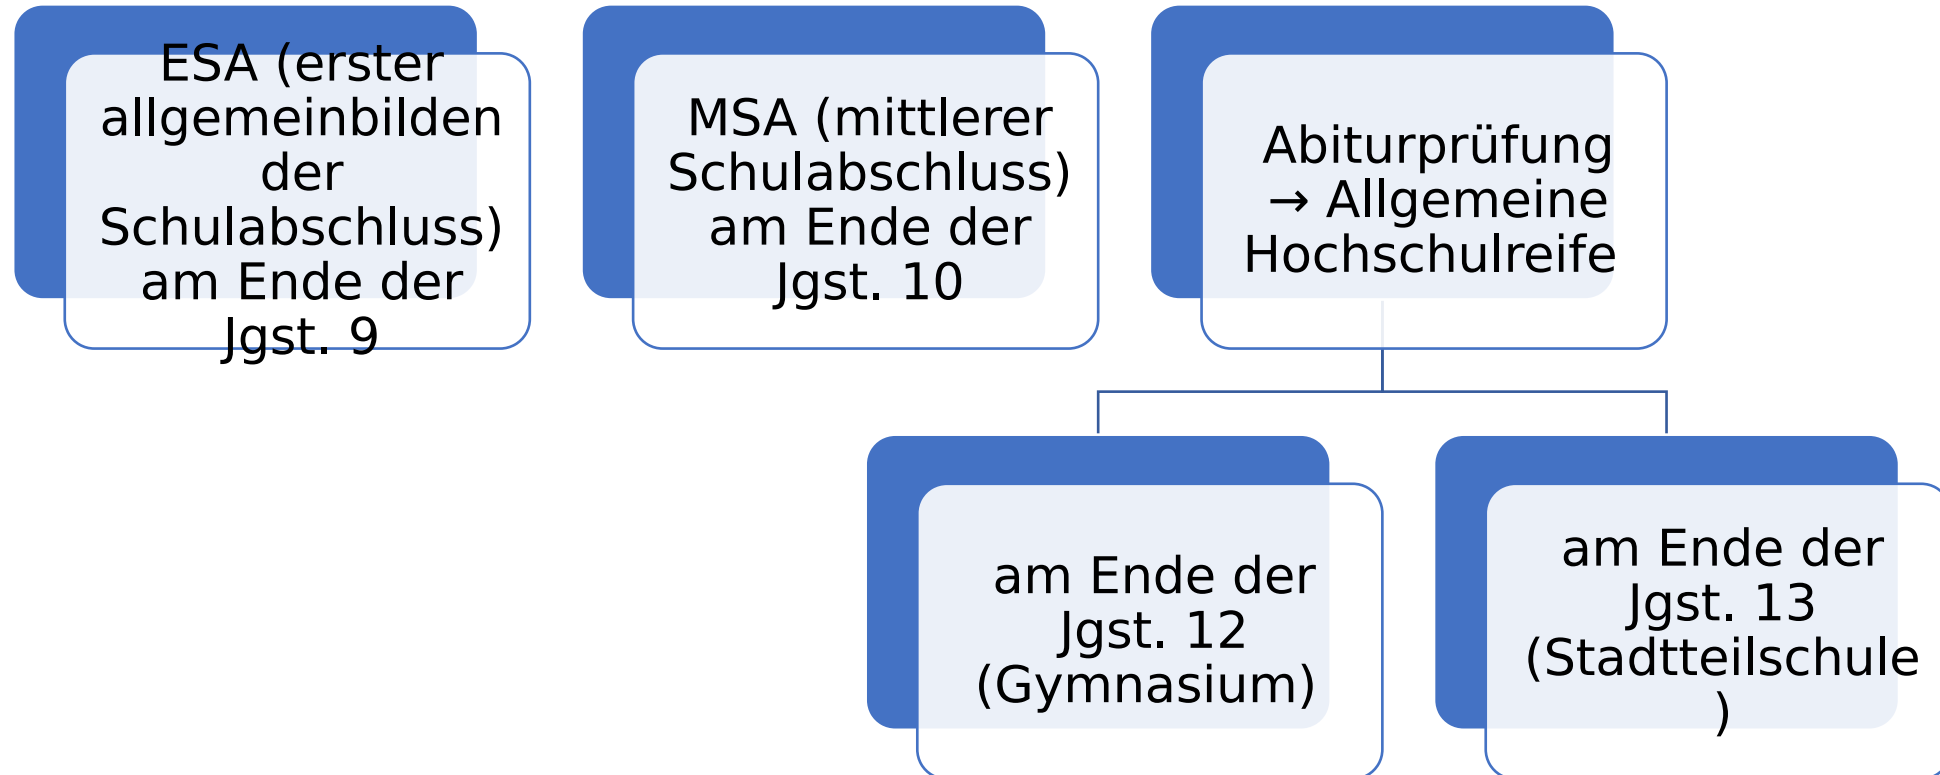 ESA (erster
allgemeinbilden
der
Schulabschluss)
am Ende der
Jgst. 9
MSA (mittlerer
Schulabschluss)
am Ende der
Jgst. 10
Abiturprüfung
→ Allgemeine
Hochschulreife
am Ende der
Jgst. 12
(Gymnasium)
am Ende der
Jgst. 13
(Stadtteilschule
)